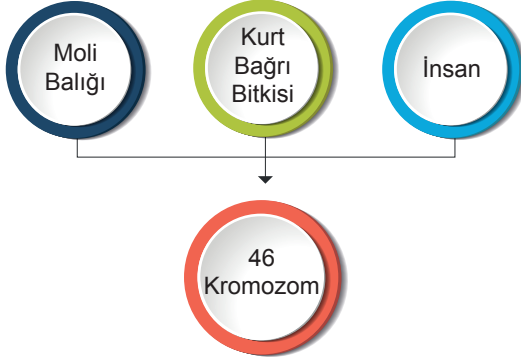 Moli
Balığı
Kurt
Bağrı
Bitkisi
İnsan
46
Kromozom